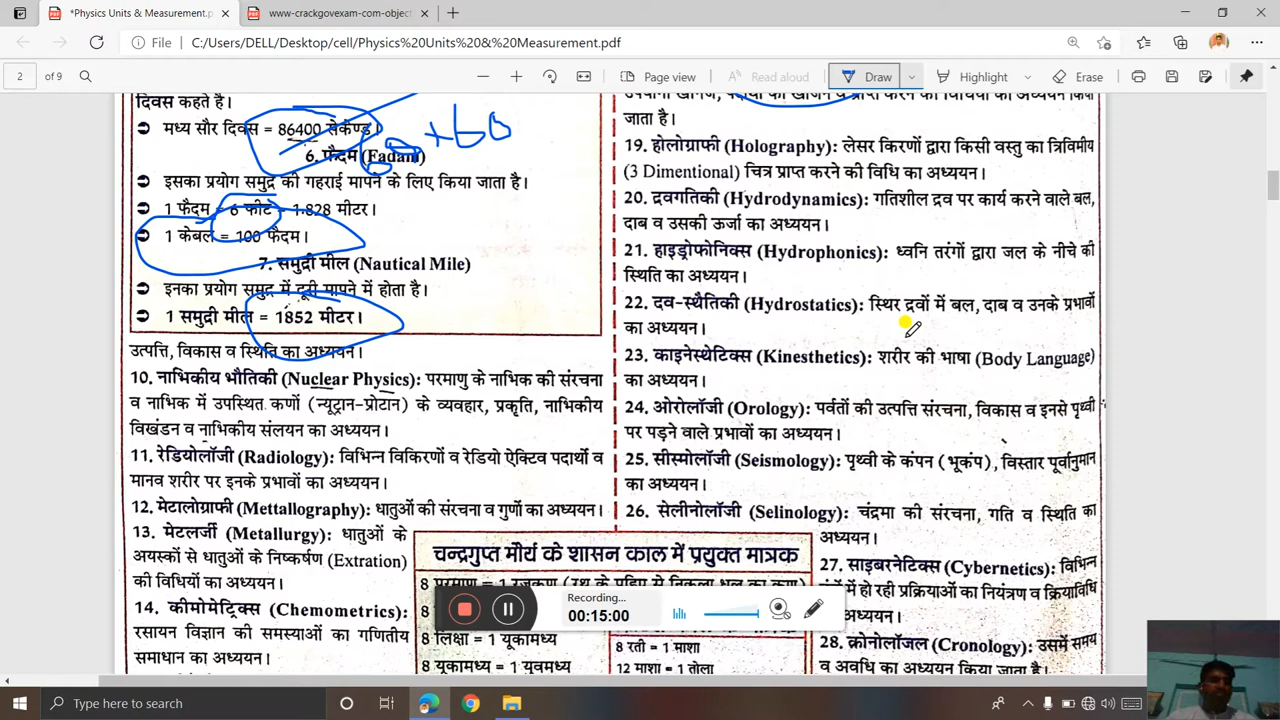 *Physics Units & Measurement.p
www-crackgovexam-com-object
File
C:/Users/DELL/Desktop/cell/Physics%20Units%20&%20Measurement.pdf
2
of 9
Page view
Read aloud
Draw
Highlight
Erase
दिवस कहते है।
मध्य सौर दिवस = 86400 सेकेण्ड
+60
6. फैदम (Fadam)
इसका प्रयोग समुद्र की गहराई मापने के लिए किया जाता है।
1 फैदम = 6 फीट = 1.828 मीटर।
1 केबल = 100 फैदम।
7. समुद्री मील (Nautical Mile)
इनका प्रयोग समुद्र में दूरी मापने में होता है।
1 समुद्री मील = 1852 मीटर।
उत्पत्ति, विकास व स्थिति का अध्ययन।
10. नाभिकीय भौतिकी (Nuclear Physics): परमाणु के नाभिक की संरचना
व नाभिक में उपस्थित कणों (न्यूट्रान-प्रोटान) के व्यवहार, प्रकृति, नाभिकीय
विखंडन व नाभिकीय संलयन का अध्ययन।
11. रेडियोलॉजी (Radiology): विभिन्न विकिरणों व रेडियो ऐक्टिव पदार्थो व
मानव शरीर पर इनके प्रभावों का अध्ययन।
12. मेटालोग्राफी (Mettallography): धातुओं की संरचना व गुणों का अध्ययन।
13. मेटलर्जी (Metallurgy): धातुओं के
अयस्कों से धातुओं के निष्कर्षण (Extration)
की विधियों का अध्ययन।
14. कीमोमेट्रिक्स (Chemometrics):
रसायन विज्ञान की समस्याओं का गणितीय
समाधान का अध्ययन।
जाता है।
19. होलोग्राफी (Holography): लेसर किरणों द्वारा किसी वस्तु का त्रिविमीय
(3 Dimentional) चित्र प्राप्त करने की विधि का अध्ययन।
20. द्रवगतिकी (Hydrodynamics): गतिशील द्रव पर कार्य करने वाले बल,
दाब व उसकी ऊर्जा का अध्ययन।
21. हाइड्रोफोनिक्स (Hydrophonics): ध्वनि तरंगों द्वारा जल के नीचे की
स्थिति का अध्ययन।
22. दव-स्थैतिकी (Hydrostatics): स्थिर द्रवों में बल, दाब व उनके प्रभावों
का अध्ययन।
23. काइनेस्थेटिक्स (Kinesthetics): शरीर की भाषा (Body Language)
का अध्ययन।
24. ओरोलॉजी (Orology): पर्वतों की उत्पत्ति संरचना, विकास व इनसे पृथ्वी
पर पड़ने वाले प्रभावों का अध्ययन।
25. सीस्मोलॉजी (Seismology): पृथ्वी के कंपन (भूकंप), विस्तार पूर्वानुमान
का अध्ययन।
26. सेलीनोलॉजी (Selinology): चंद्रमा की संरचना, गति व स्थिति का
अध्ययन।
27. साइबरनेटिक्स (Cybernetics): विभिन्न
में हो रही प्रक्रियाओं का नियंत्रण व क्रियाविधि
अध्ययन।
28. क्रोनोलॉजल (Cronology): उसमें समय
व अवधि का अध्ययन किया जाता है।
चन्द्रगुप्त मौर्य के शासन काल में प्रयुक्त मात्रक
8 परमाण = 1 रजकण
8 लिक्षा = 1 यूकामध्य
8 यूकामध्य = 1 यवमध्य
8 रती = 1 माशा
12 माशा = 1 तोला
Recording...
00:15:00
Type here to search